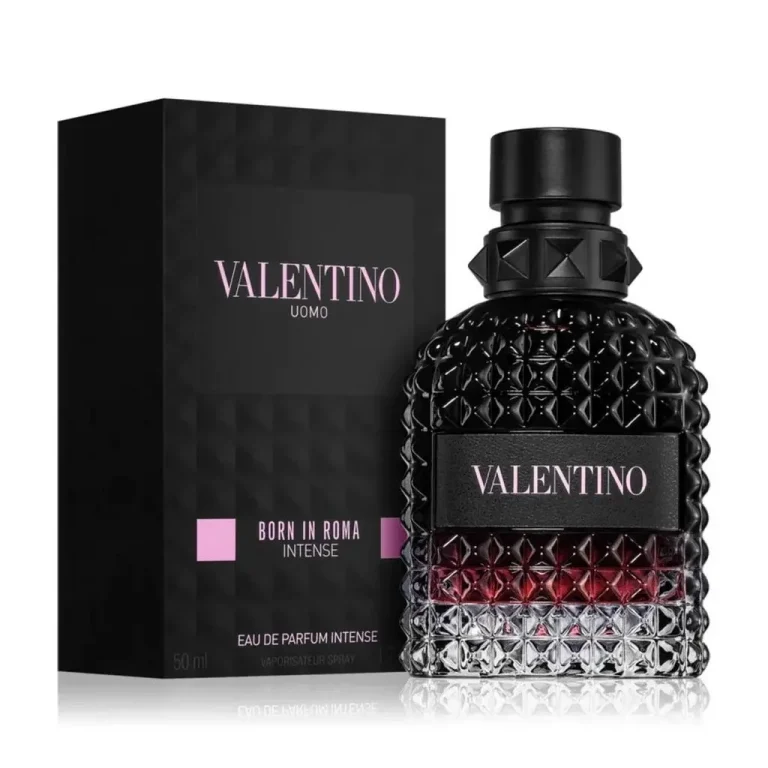 VALENTINO
UOMO
BORN IN ROMA
INTENSE
EAU DE PARFUM INTENSE
50 ml
VAPORISATEUR SPRAY
VALENTINO